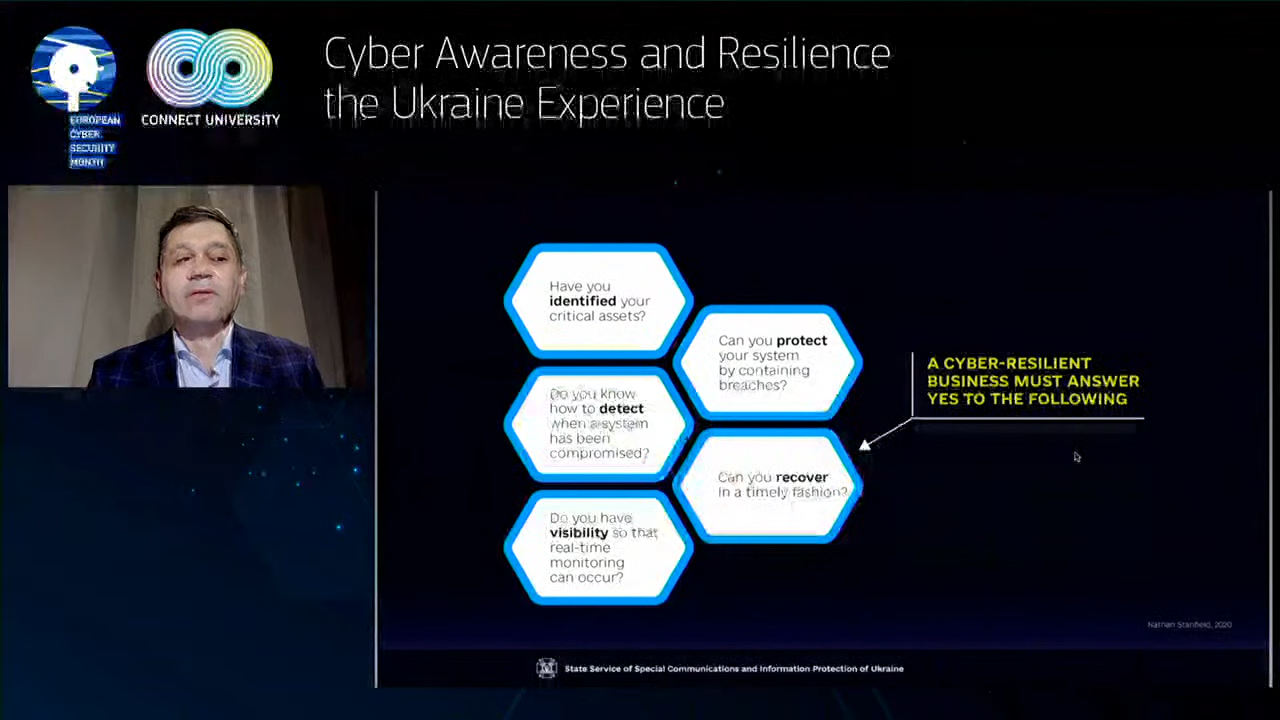 Cyber Awareness and Resilience
the Ukraine Experience
EUROPEAN
CYBER
SECURITY
MONTH
CONNECT UNIVERSITY
Have you
identified your
critical assets?
Can you protect
your system
by containing
breaches?
Do you know
how to detect
when a system
has been
compromised?
Can you recover
in a timely fashion?
Do you have
visibility so that
real-time
monitoring
can occur?
A CYBER-RESILIENT
BUSINESS MUST ANSWER
YES TO THE FOLLOWING
Nathan Stanfield, 2020
State Service of Special Communications and Information Protection of Ukraine